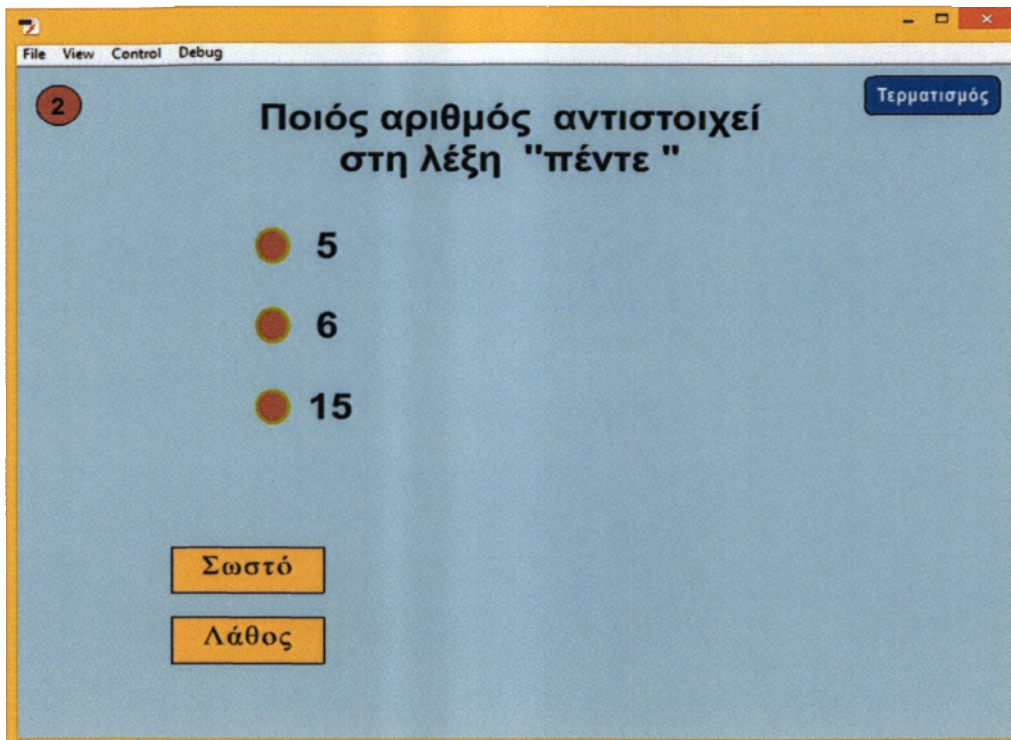 File View Control Debug
2
Τερματισμός
Ποιός αριθμός αντιστοιχεί
στη λέξη "πέντε "
5
6
15
Σωστό
Λάθος